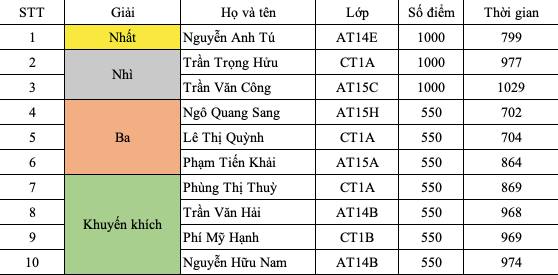 STT Giải Họ và tên Lớp Số điểm Thời gian
1 Nhất Nguyễn Anh Tú AT14E 1000 799
2 Nhì Trần Trọng Hữu CT1A 1000 977
3 Trần Văn Công AT15C 1000 1029
4 Ba Ngô Quang Sang AT15H 550 702
5 Lê Thị Quỳnh CT1A 550 704
6 Phạm Tiến Khải AT15A 550 864
7 Khuyến khích Phùng Thị Thuỳ CT1A 550 869
8 Trần Văn Hải AT14B 550 968
9 Phí Mỹ Hạnh CT1B 550 969
10 Nguyễn Hữu Nam AT14B 550 974